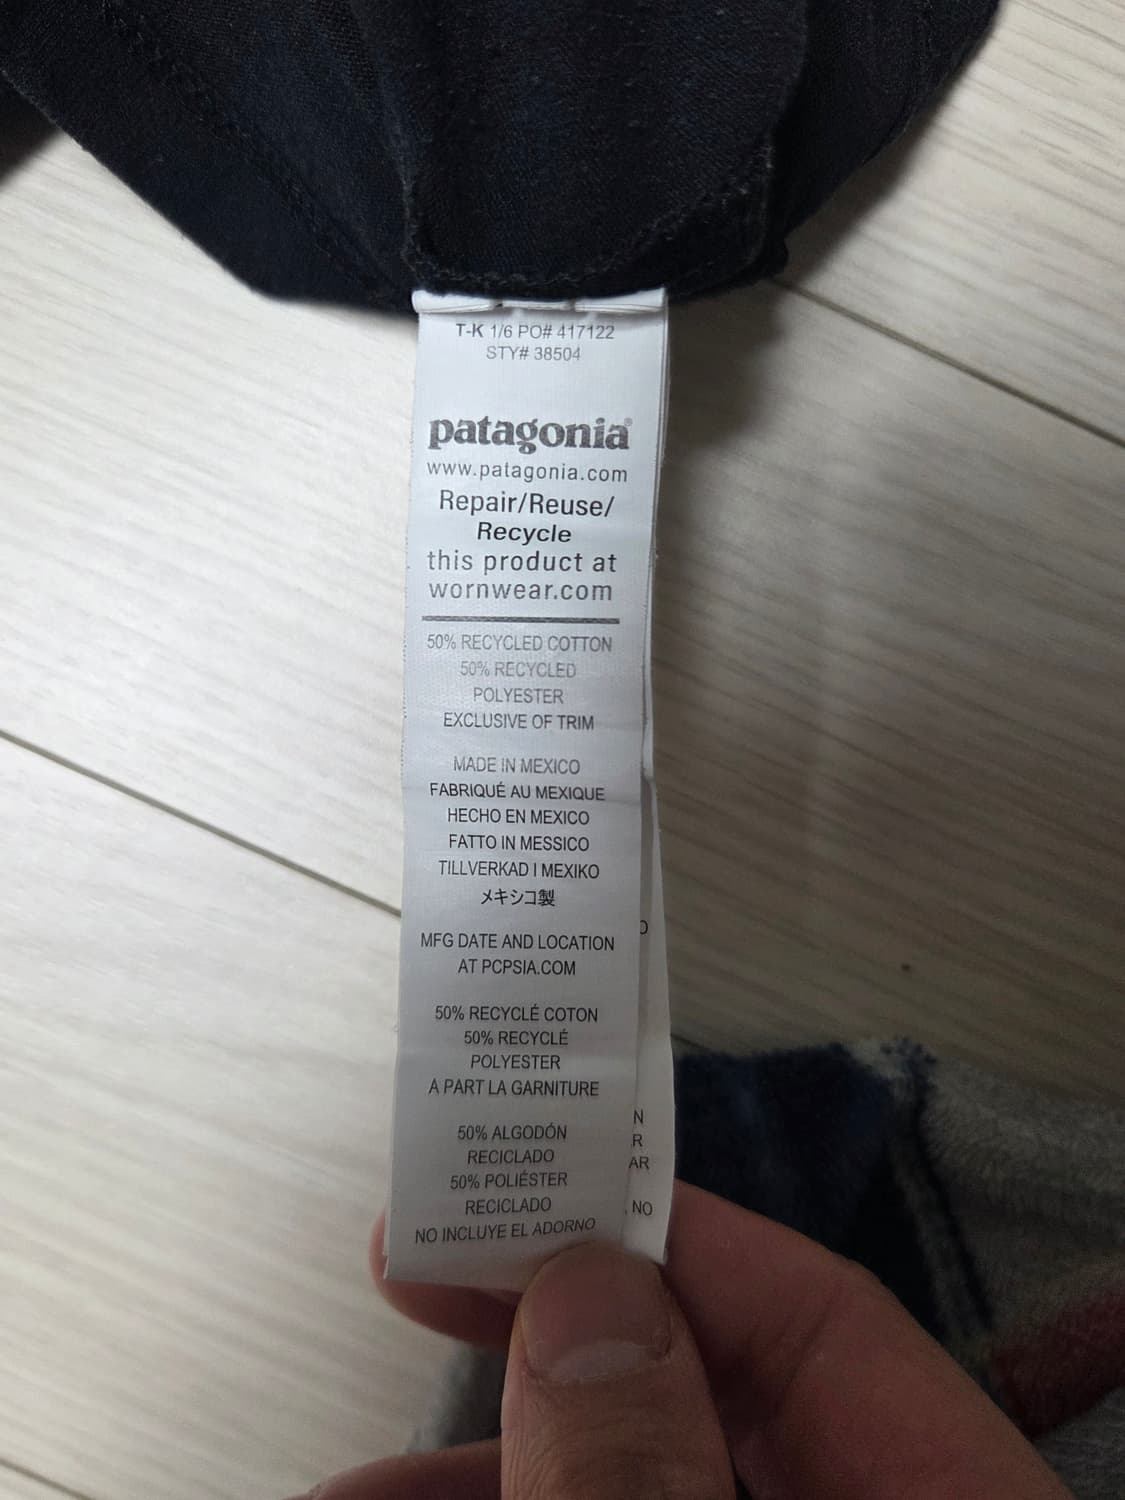 T-K 1/6 PO# 417122
STY# 38504
patagonia®
www.patagonia.com
Repair/Reuse/
Recycle
this product at
wornwear.com
50% RECYCLED COTTON
50% RECYCLED
POLYESTER
EXCLUSIVE OF TRIM
MADE IN MEXICO
FABRIQUÉ AU MEXIQUE
HECHO EN MEXICO
FATTO IN MESSICO
TILLVERKAD I MEXIKO
メキシコ製
MFG DATE AND LOCATION
AT PCPSIA.COM
50% RECYCLÉ COTON
50% RECYCLÉ
POLYESTER
A PART LA GARNITURE
50% ALGODÓN
RECICLADO
50% POLIÉSTER
RECICLADO
NO INCLUYE EL ADORNO
NO